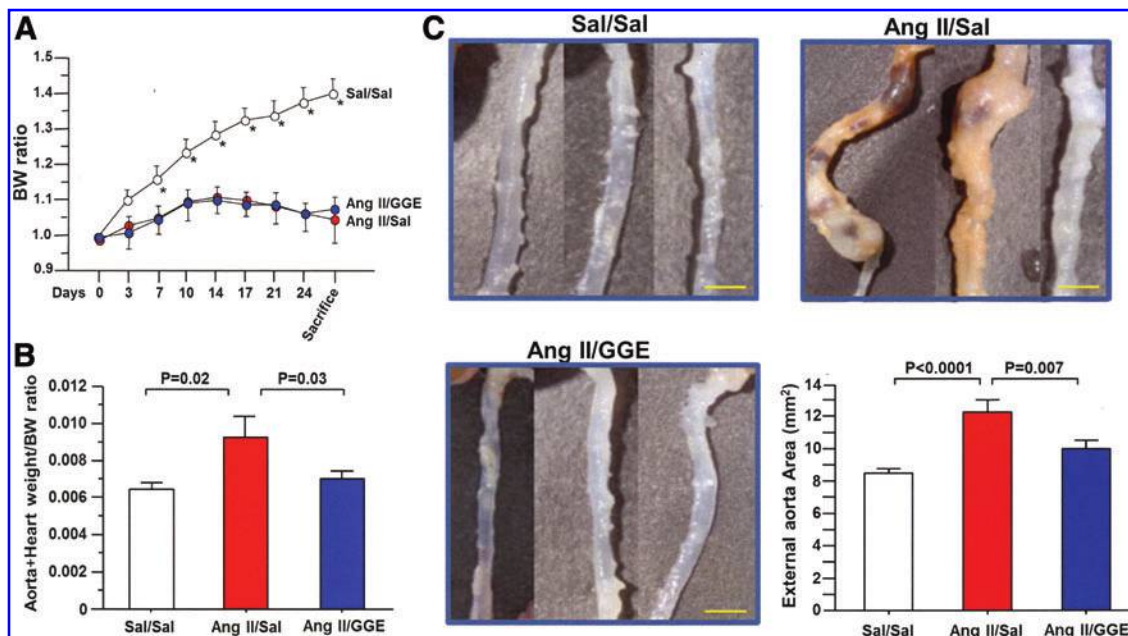 A
BW ratio
1.5
1.4
1.3
1.2
1.1
1.0
0.9
Sal/Sal
*
*
*
*
*
*
*
*
Ang II/GGE
Ang II/Sal
Days 0 3 7 10 14 17 21 24 Sacrifice
B
Aorta+Heart weight/BW ratio
0.012
0.010
0.008
0.006
0.004
0.002
0.000
P=0.02 P=0.03
Sal/Sal Ang II/Sal Ang II/GGE
C
Sal/Sal
Ang II/Sal
Ang II/GGE
External aorta Area (mm²)
14
12
10
8
6
4
2
0
P<0.0001 P=0.007
Sal/Sal Ang II/Sal Ang II/GGE